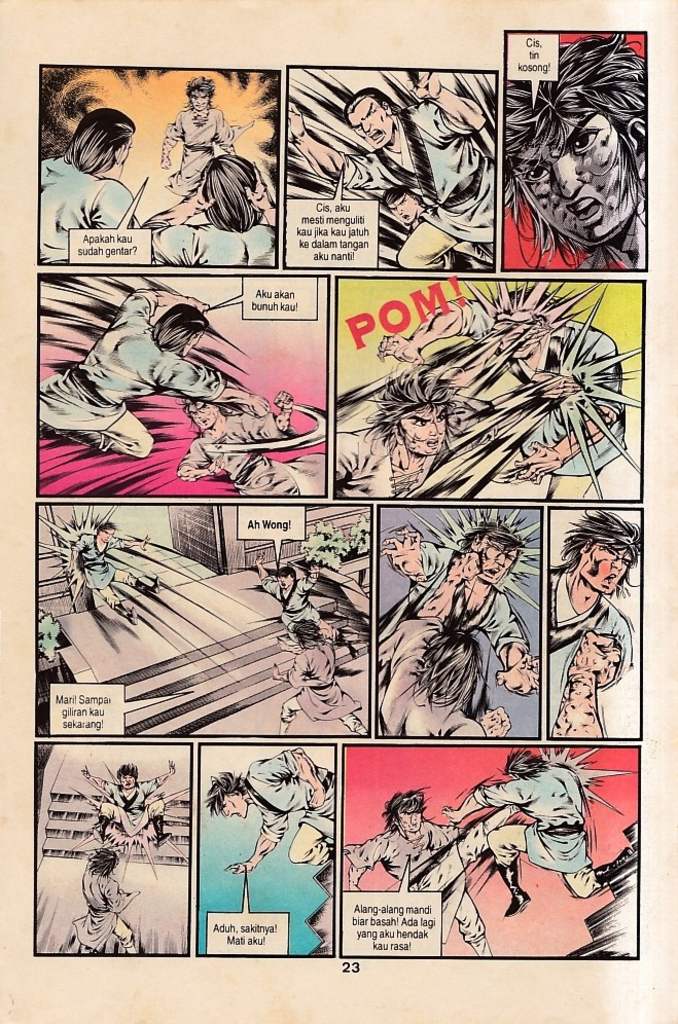 Apakah kau
sudah gentar?
Cis, aku
mesti menguliti
kau jika kau jatuh
ke dalam tangan
aku nanti!
Cis,
tin
kosong!
Aku akan
bunuh kau!
POM!
Ah Wong!
Mari! Sampai
giliran kau
sekarang!
Aduh, sakitnya!
Mati aku!
Alang-alang mandi
biar basah! Ada lagi
yang aku hendak
kau rasa!
23